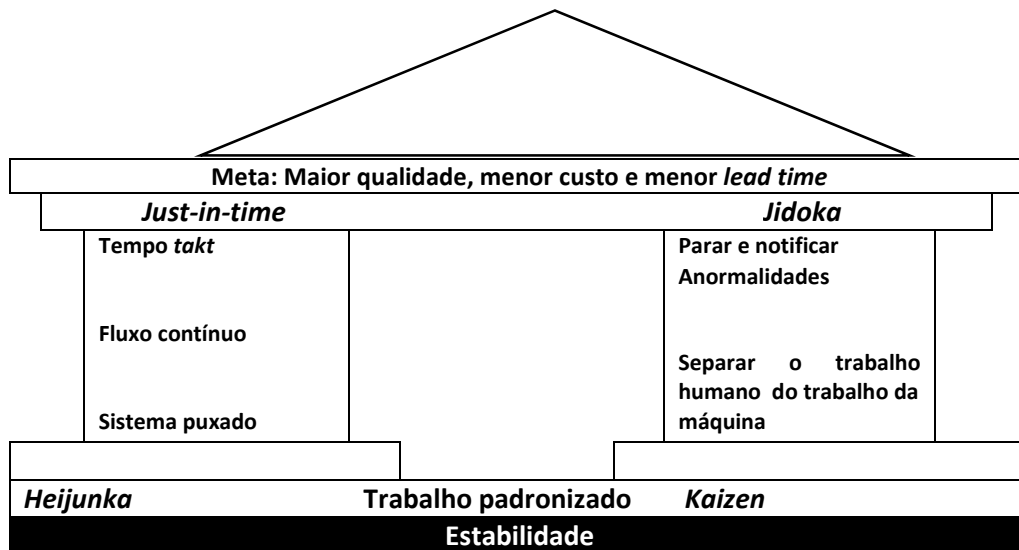 Meta: Maior qualidade, menor custo e menor lead time
Just-in-time
Jidoka
Tempo takt
Fluxo contínuo
Sistema puxado
Parar e notificar
Anormalidades
Separar o trabalho
humano do trabalho da
máquina
Heijunka
Trabalho padronizado
Kaizen
Estabilidade